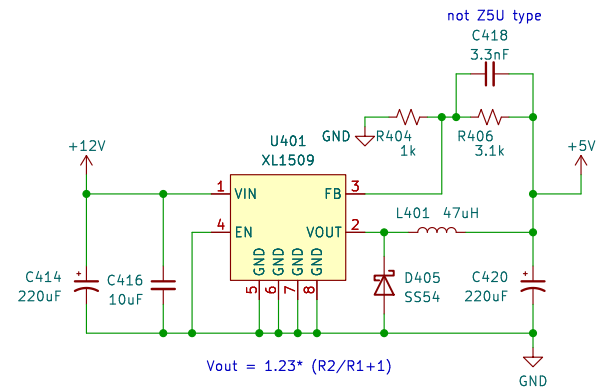 not Z5U type
C418
3.3nF
GND
R404
1k
R406
3.1k
+12V
U401
XL1509
+5V
1
VIN
FB
3
4
EN
VOUT
2
L401
47uH
GND
GND
GND
GND
5
6
7
8
C414
220uF
C416
10uF
D405
SS54
C420
220uF
Vout = 1.23* (R2/R1+1)
GND